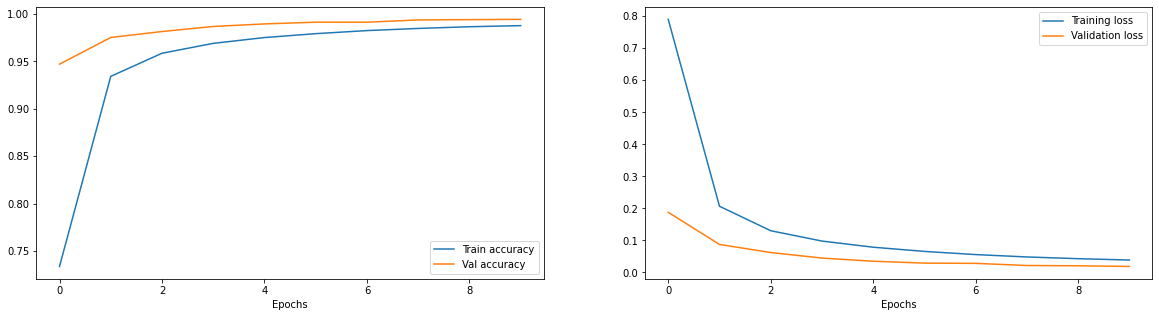 1.00
0.95
0.90
0.85
0.80
0.75
0 2 4 6 8
Epochs
Train accuracy
Val accuracy
0.8
0.7
0.6
0.5
0.4
0.3
0.2
0.1
0.0
0 2 4 6 8
Epochs
Training loss
Validation loss